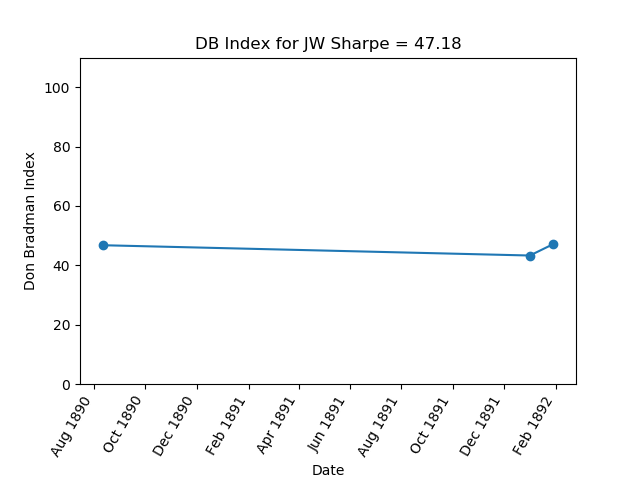 DB Index for JW Sharpe = 47.18
100
80
60
40
20
0
Don Bradman Index
Aug 1890
Oct 1890
Dec 1890
Feb 1891
Apr 1891
Jun 1891
Aug 1891
Oct 1891
Dec 1891
Feb 1892
Date